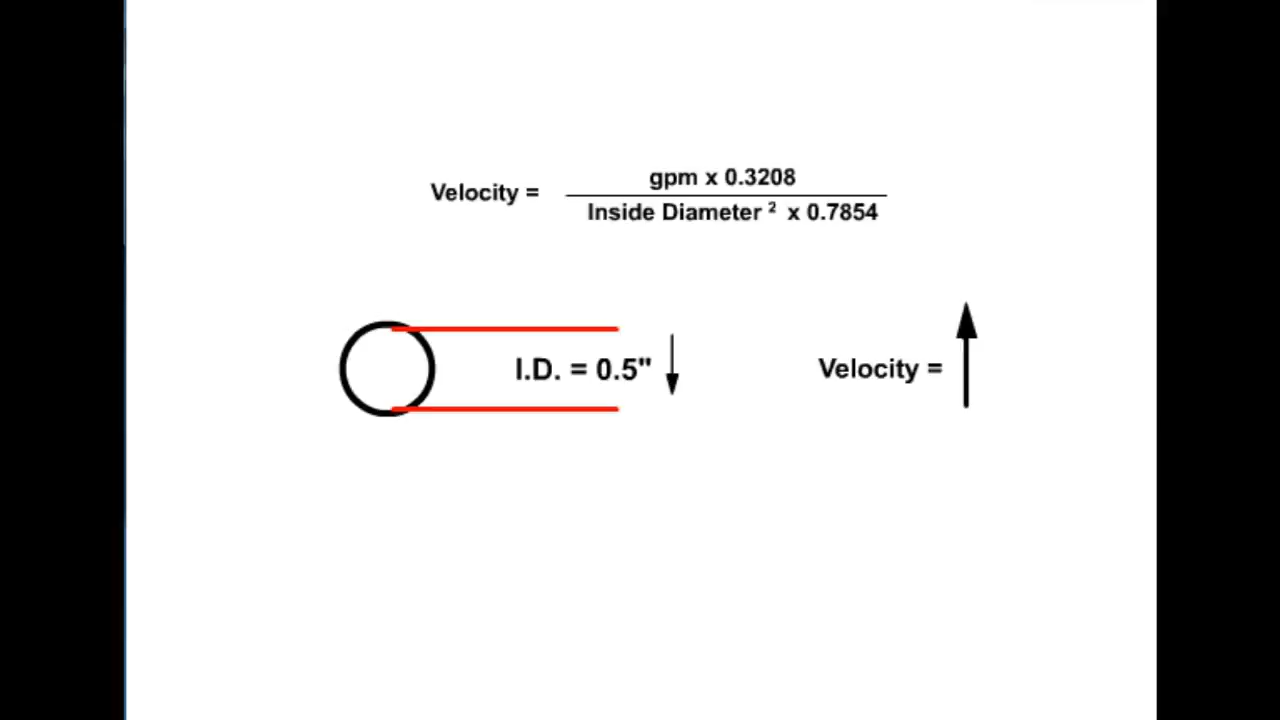 Velocity =
gpm x 0.3208
Inside Diameter ² x 0.7854
I.D. = 0.5"
Velocity =